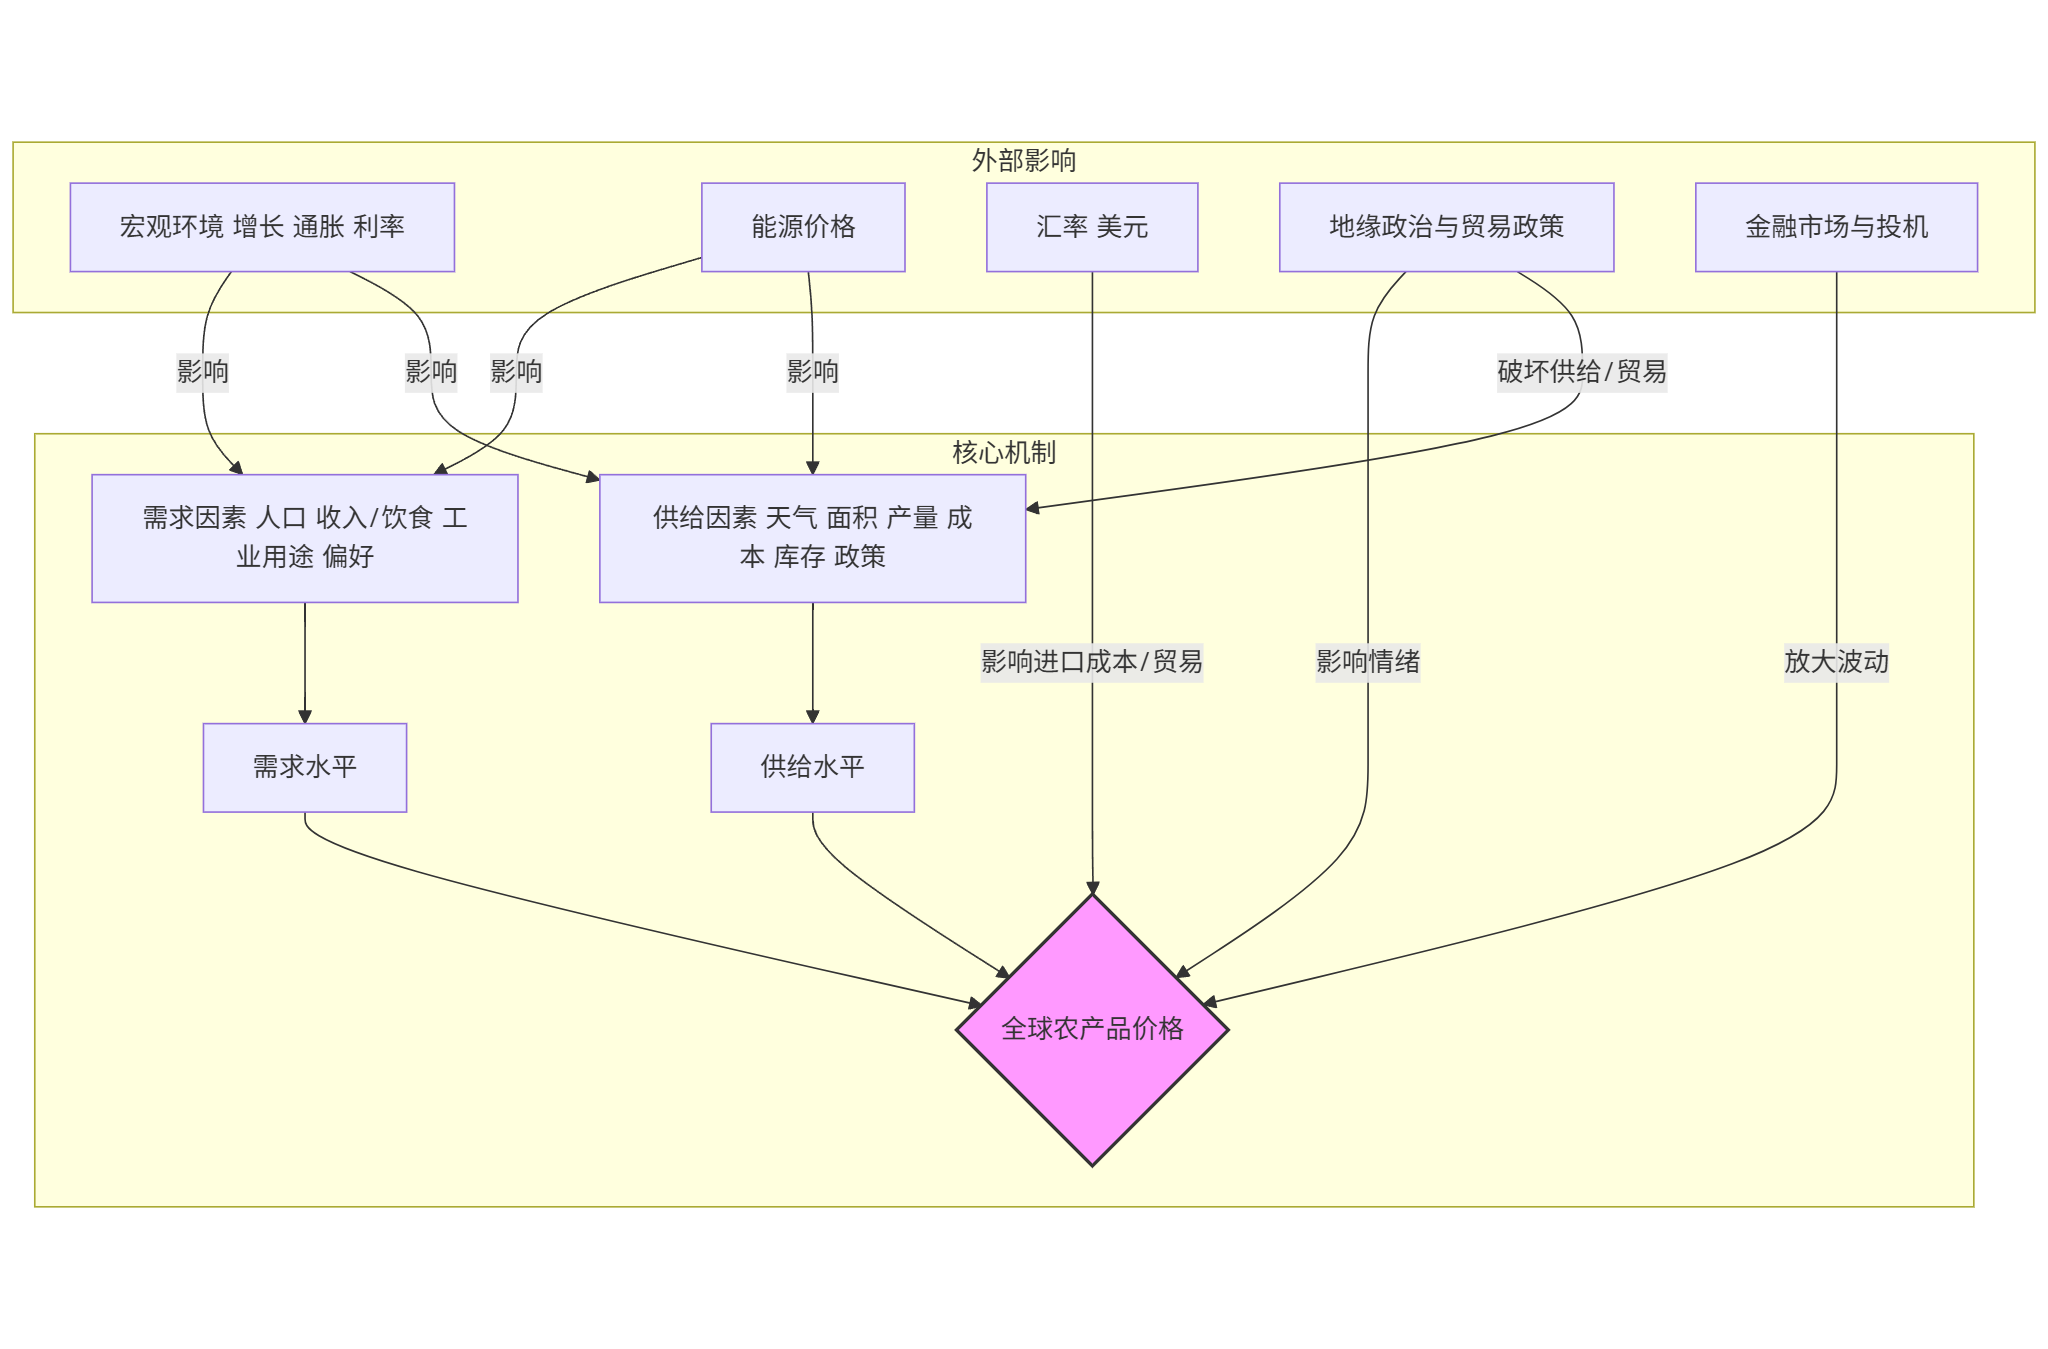 外部影响
宏观环境 增长 通胀 利率
能源价格
汇率 美元
地缘政治与贸易政策
金融市场与投机
影响
影响
影响
影响
破坏供给/贸易
核心机制
需求因素 人口 收入/饮食 工
业用途 偏好
供给因素 天气 面积 产量 成
本 库存 政策
影响进口成本/贸易
影响情绪
放大波动
需求水平
供给水平
全球农产品价格